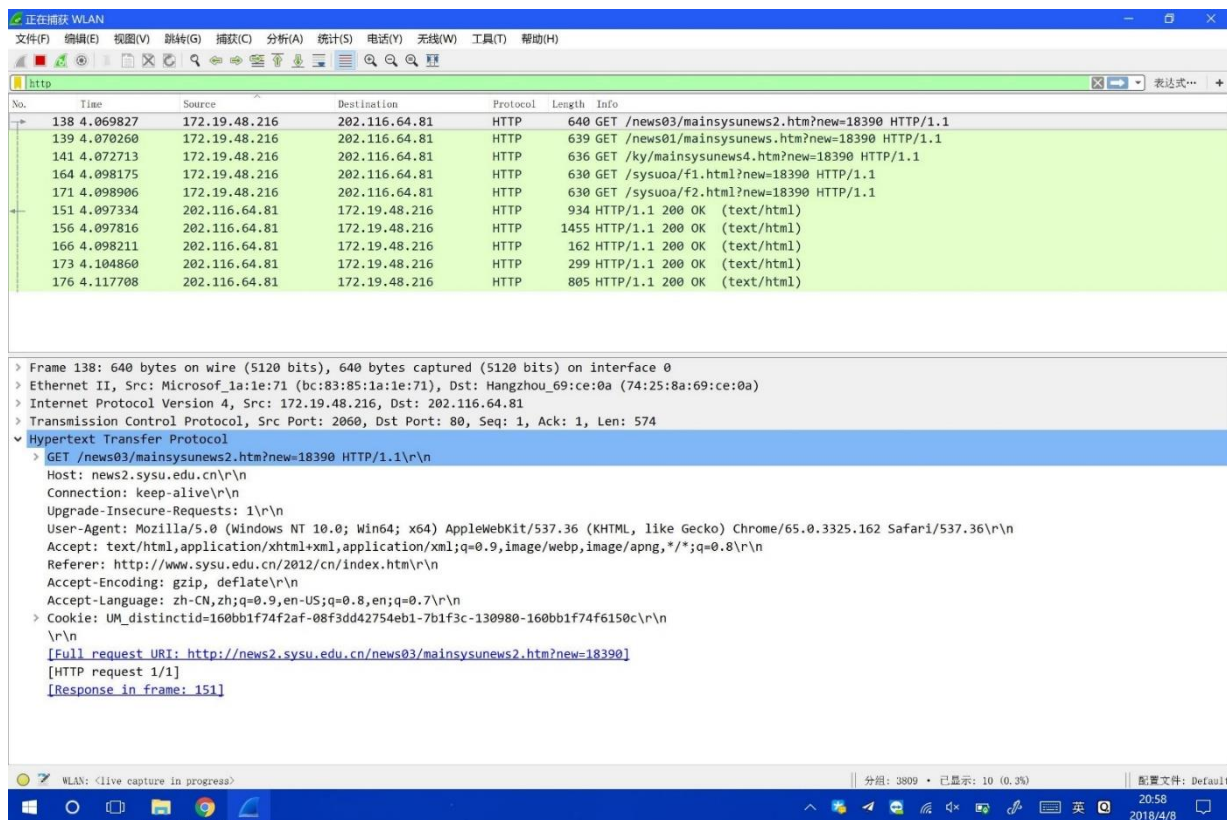 正在捕获 WLAN
文件(F) 编辑(E) 视图(V) 跳转(G) 捕获(C) 分析(A) 统计(S) 电话(Y) 无线(W) 工具(T) 帮助(H)
http 表达式… +
No. Time Source Destination Protocol Length Info
138 4.069827 172.19.48.216 202.116.64.81 HTTP 640 GET /news03/mainsysunews2.htm?new=18390 HTTP/1.1
139 4.070260 172.19.48.216 202.116.64.81 HTTP 639 GET /news01/mainsysunews.htm?new=18390 HTTP/1.1
141 4.072713 172.19.48.216 202.116.64.81 HTTP 636 GET /ky/mainsysunews4.htm?new=18390 HTTP/1.1
164 4.098175 172.19.48.216 202.116.64.81 HTTP 630 GET /sysuoa/f1.html?new=18390 HTTP/1.1
171 4.098906 172.19.48.216 202.116.64.81 HTTP 630 GET /sysuoa/f2.html?new=18390 HTTP/1.1
151 4.097334 202.116.64.81 172.19.48.216 HTTP 934 HTTP/1.1 200 OK (text/html)
156 4.097816 202.116.64.81 172.19.48.216 HTTP 1455 HTTP/1.1 200 OK (text/html)
166 4.098211 202.116.64.81 172.19.48.216 HTTP 162 HTTP/1.1 200 OK (text/html)
173 4.104860 202.116.64.81 172.19.48.216 HTTP 299 HTTP/1.1 200 OK (text/html)
176 4.117708 202.116.64.81 172.19.48.216 HTTP 805 HTTP/1.1 200 OK (text/html)
Frame 138: 640 bytes on wire (5120 bits), 640 bytes captured (5120 bits) on interface 0
Ethernet II, Src: Microsof_1a:1e:71 (bc:83:85:1a:1e:71), Dst: Hangzhou_69:ce:0a (74:25:8a:69:ce:0a)
Internet Protocol Version 4, Src: 172.19.48.216, Dst: 202.116.64.81
Transmission Control Protocol, Src Port: 2060, Dst Port: 80, Seq: 1, Ack: 1, Len: 574
Hypertext Transfer Protocol
GET /news03/mainsysunews2.htm?new=18390 HTTP/1.1\r\n
Host: news2.sysu.edu.cn\r\n
Connection: keep-alive\r\n
Upgrade-Insecure-Requests: 1\r\n
User-Agent: Mozilla/5.0 (Windows NT 10.0; Win64; x64) AppleWebKit/537.36 (KHTML, like Gecko) Chrome/65.0.3325.162 Safari/537.36\r\n
Accept: text/html,application/xhtml+xml,application/xml;q=0.9,image/webp,image/apng,*/*;q=0.8\r\n
Referer: http://www.sysu.edu.cn/2012/cn/index.htm\r\n
Accept-Encoding: gzip, deflate\r\n
Accept-Language: zh-CN,zh;q=0.9,en-US;q=0.8,en;q=0.7\r\n
Cookie: UM_distinctid=160bb1f74f2af-08f3dd42754eb1-7b1f3c-130980-160bb1f74f6150c\r\n
\r\n
[Full request URI: http://news2.sysu.edu.cn/news03/mainsysunews2.htm?new=18390]
[HTTP request 1/1]
[Response in frame: 151]
WLAN: <live capture in progress> 分组: 3809 · 已显示: 10 (0.3%) 配置文件: Default
英 20:58
2018/4/8